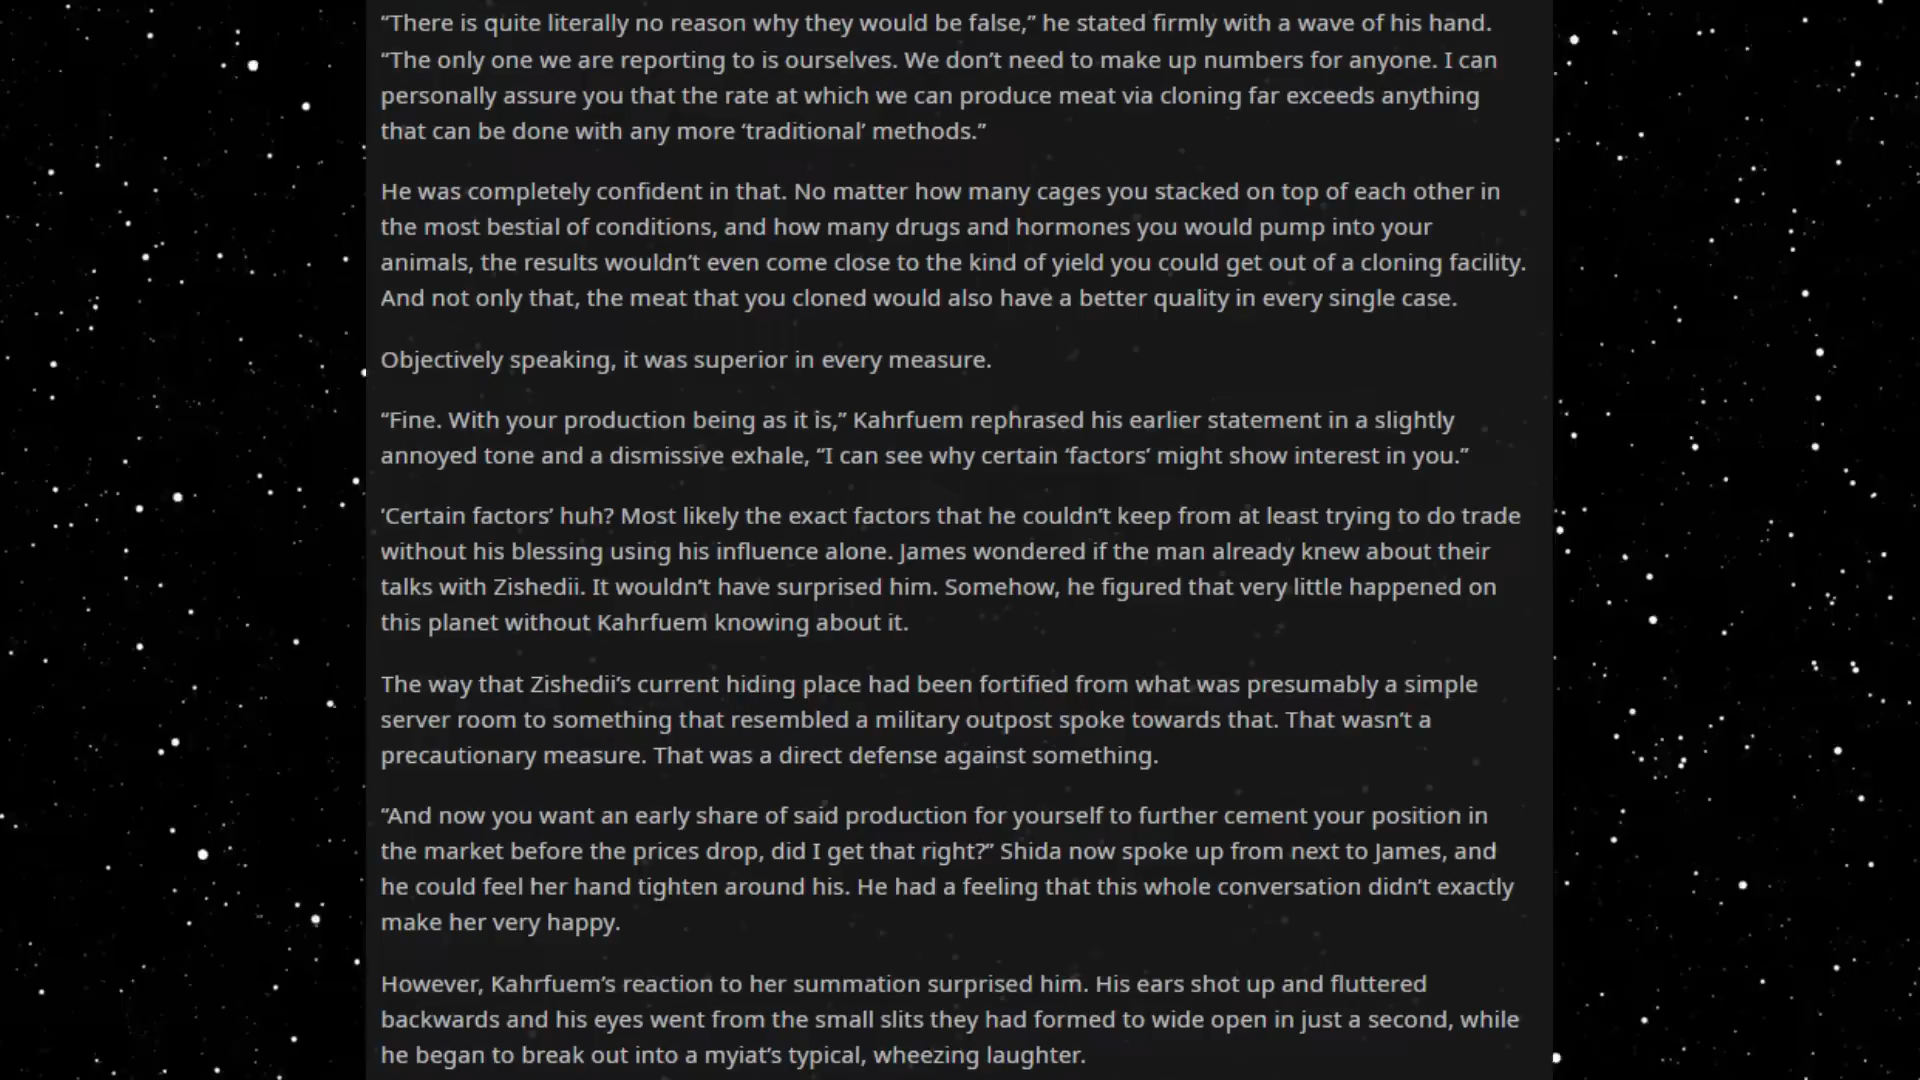 “There is quite literally no reason why they would be false,” he stated firmly with a wave of his hand.
“The only one we are reporting to is ourselves. We don’t need to make up numbers for anyone. I can
personally assure you that the rate at which we can produce meat via cloning far exceeds anything
that can be done with any more ‘traditional’ methods.”
He was completely confident in that. No matter how many cages you stacked on top of each other in
the most bestial of conditions, and how many drugs and hormones you would pump into your
animals, the results wouldn’t even come close to the kind of yield you could get out of a cloning facility.
And not only that, the meat that you cloned would also have a better quality in every single case.
Objectively speaking, it was superior in every measure.
“Fine. With your production being as it is,” Kahrfuem rephrased his earlier statement in a slightly
annoyed tone and a dismissive exhale, “I can see why certain ‘factors’ might show interest in you.”
‘Certain factors’ huh? Most likely the exact factors that he couldn’t keep from at least trying to do trade
without his blessing using his influence alone. James wondered if the man already knew about their
talks with Zishedii. It wouldn’t have surprised him. Somehow, he figured that very little happened on
this planet without Kahrfuem knowing about it.
The way that Zishedii’s current hiding place had been fortified from what was presumably a simple
server room to something that resembled a military outpost spoke towards that. That wasn’t a
precautionary measure. That was a direct defense against something.
“And now you want an early share of said production for yourself to further cement your position in
the market before the prices drop, did I get that right?” Shida now spoke up from next to James, and
he could feel her hand tighten around his. He had a feeling that this whole conversation didn’t exactly
make her very happy.
However, Kahrfuem’s reaction to her summation surprised him. His ears shot up and fluttered
backwards and his eyes went from the small slits they had formed to wide open in just a second, while
he began to break out into a myiat’s typical, wheezing laughter.